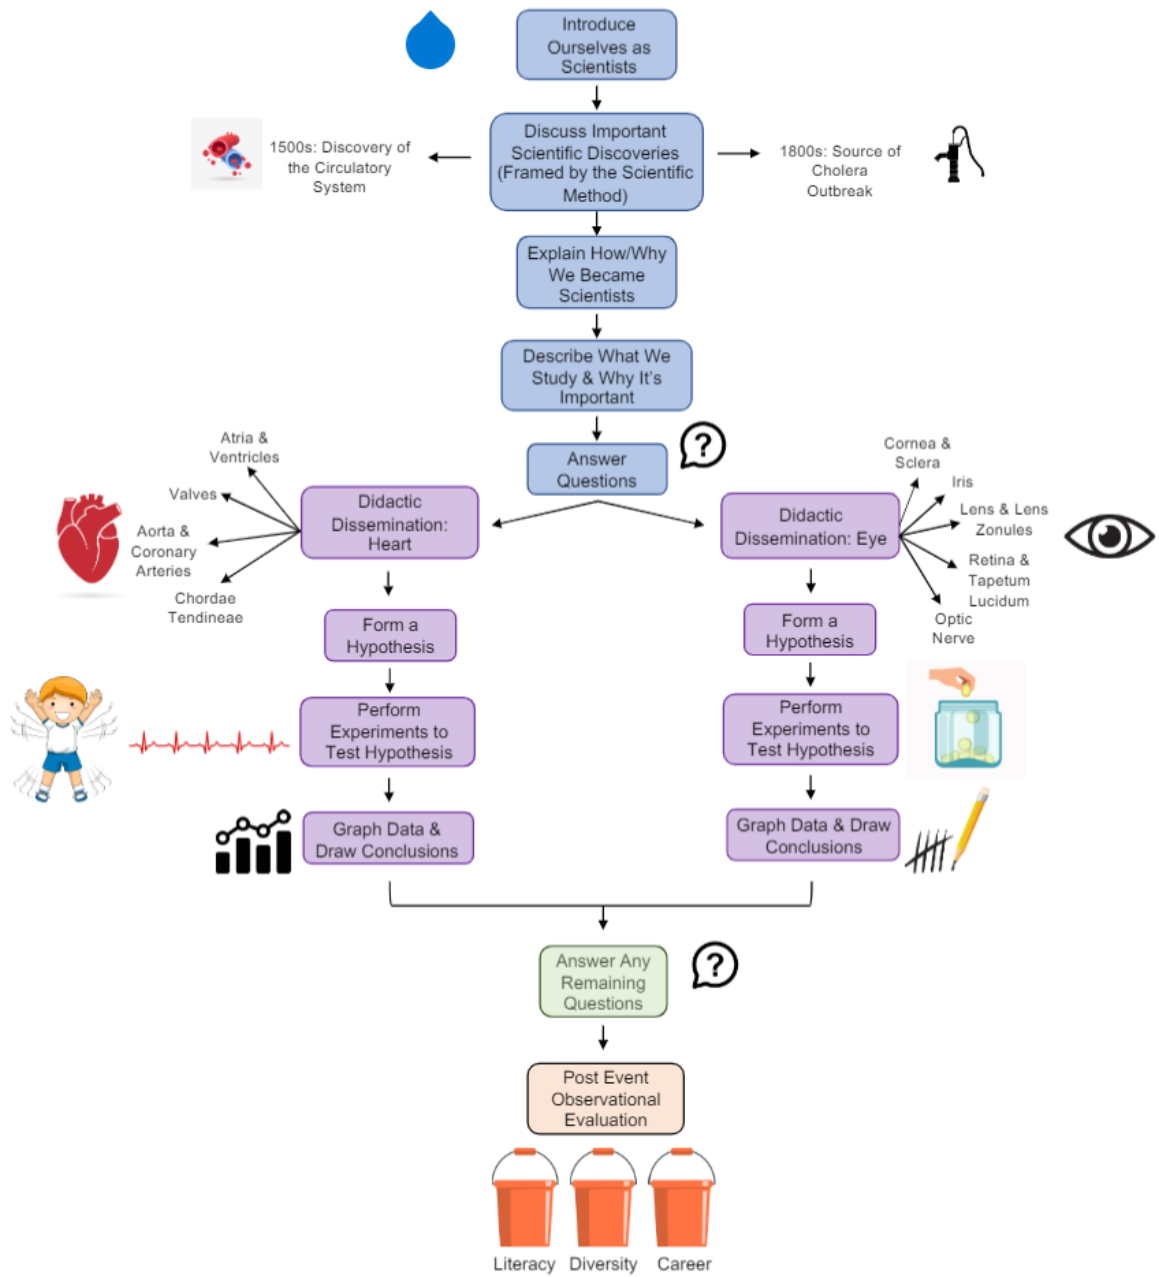 Introduce
Ourselves as
Scientists
Discuss Important
Scientific Discoveries
(Framed by the Scientific
Method)
1500s: Discovery of
the Circulatory
System
1800s: Source of
Cholera
Outbreak
Explain How/Why
We Became
Scientists
Describe What We
Study & Why It's
Important
Answer
Questions
?
Didactic
Dissemination:
Heart
Atria &
Ventricles
Valves
Aorta &
Coronary
Arteries
Chordae
Tendineae
Form a
Hypothesis
Perform
Experiments to
Test Hypothesis
Graph Data &
Draw Conclusions
Didactic
Dissemination: Eye
Cornea &
Sclera
Iris
Lens & Lens
Zonules
Retina &
Tapetum
Lucidum
Optic
Nerve
Form a
Hypothesis
Perform
Experiments to
Test Hypothesis
Graph Data & Draw
Conclusions
Answer Any
Remaining
Questions
?
Post Event
Observational
Evaluation
Literacy
Diversity
Career